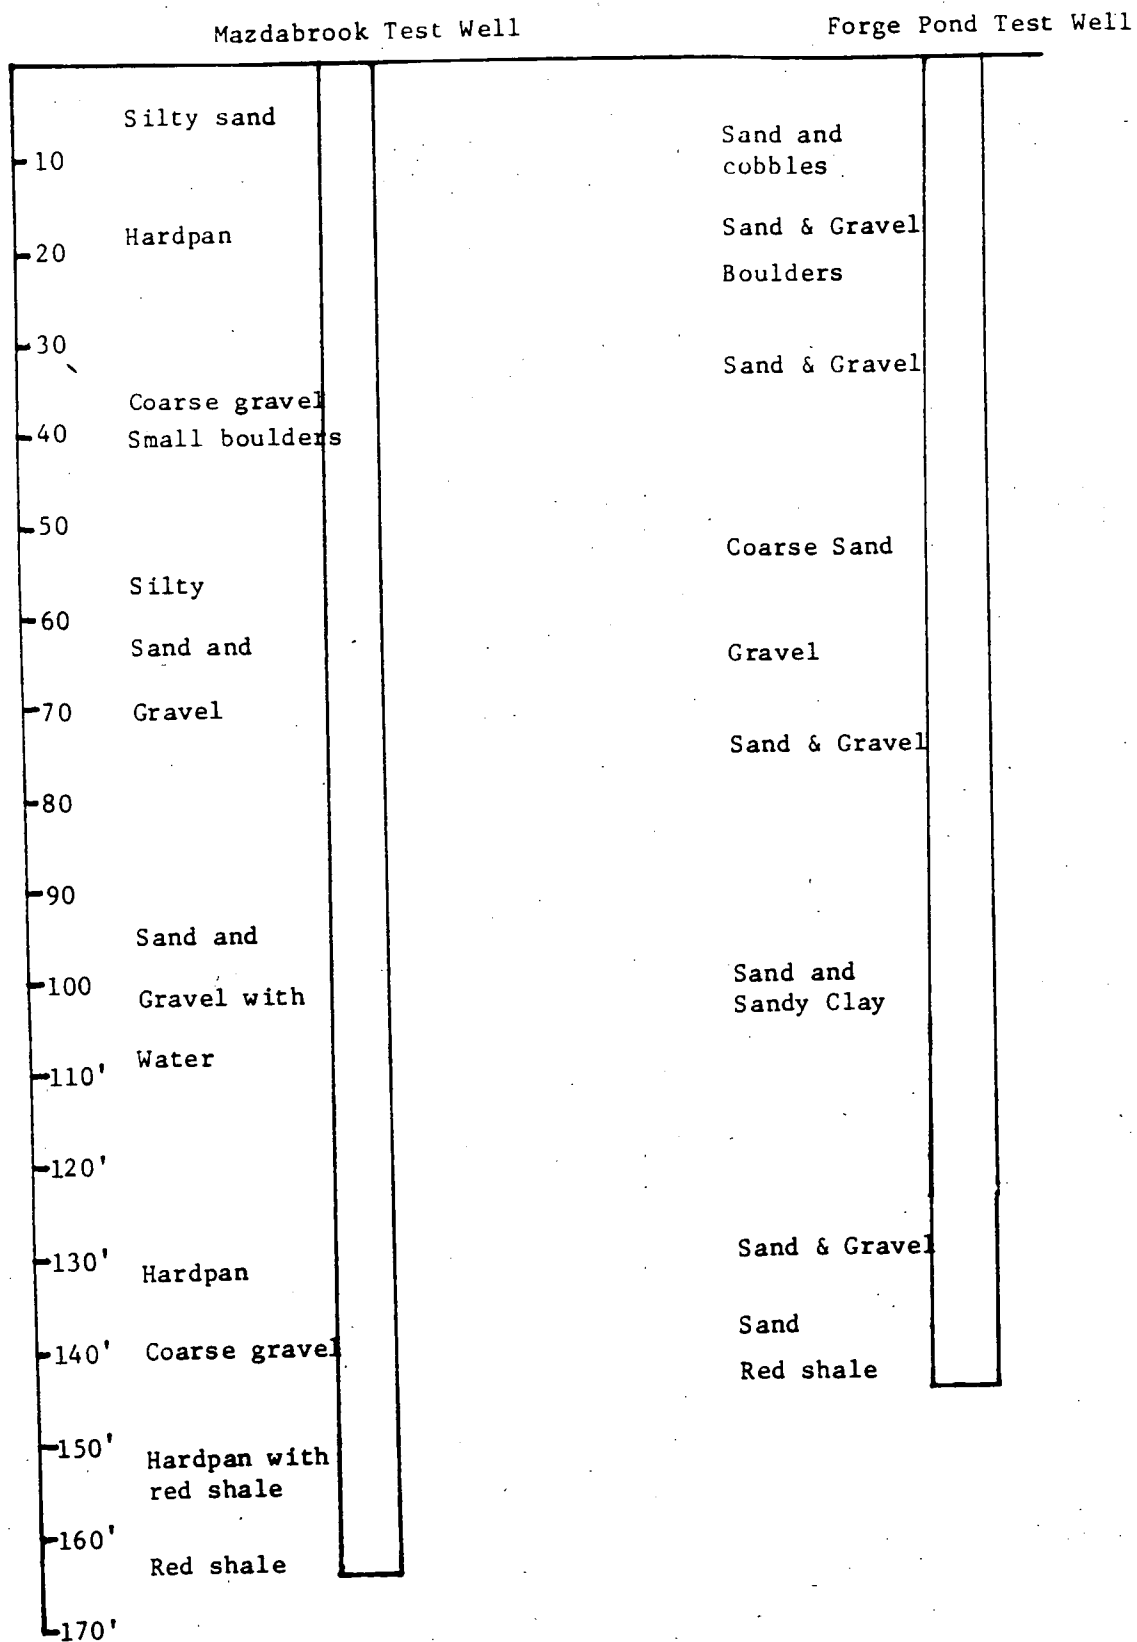 Mazdabrook Test Well
Forge Pond Test Well
Silty sand
10
Hardpan
20
30
Coarse gravel
40
Small boulders
50
Silty
60
Sand and
70
Gravel
80
90
Sand and
100
Gravel with
Water
110'
120'
130'
Hardpan
140'
Coarse gravel
150'
Hardpan with
red shale
160'
Red shale
170'
Sand and
cobbles
Sand & Gravel
Boulders
Sand & Gravel
Coarse Sand
Gravel
Sand & Gravel
Sand and
Sandy Clay
Sand & Gravel
Sand
Red shale